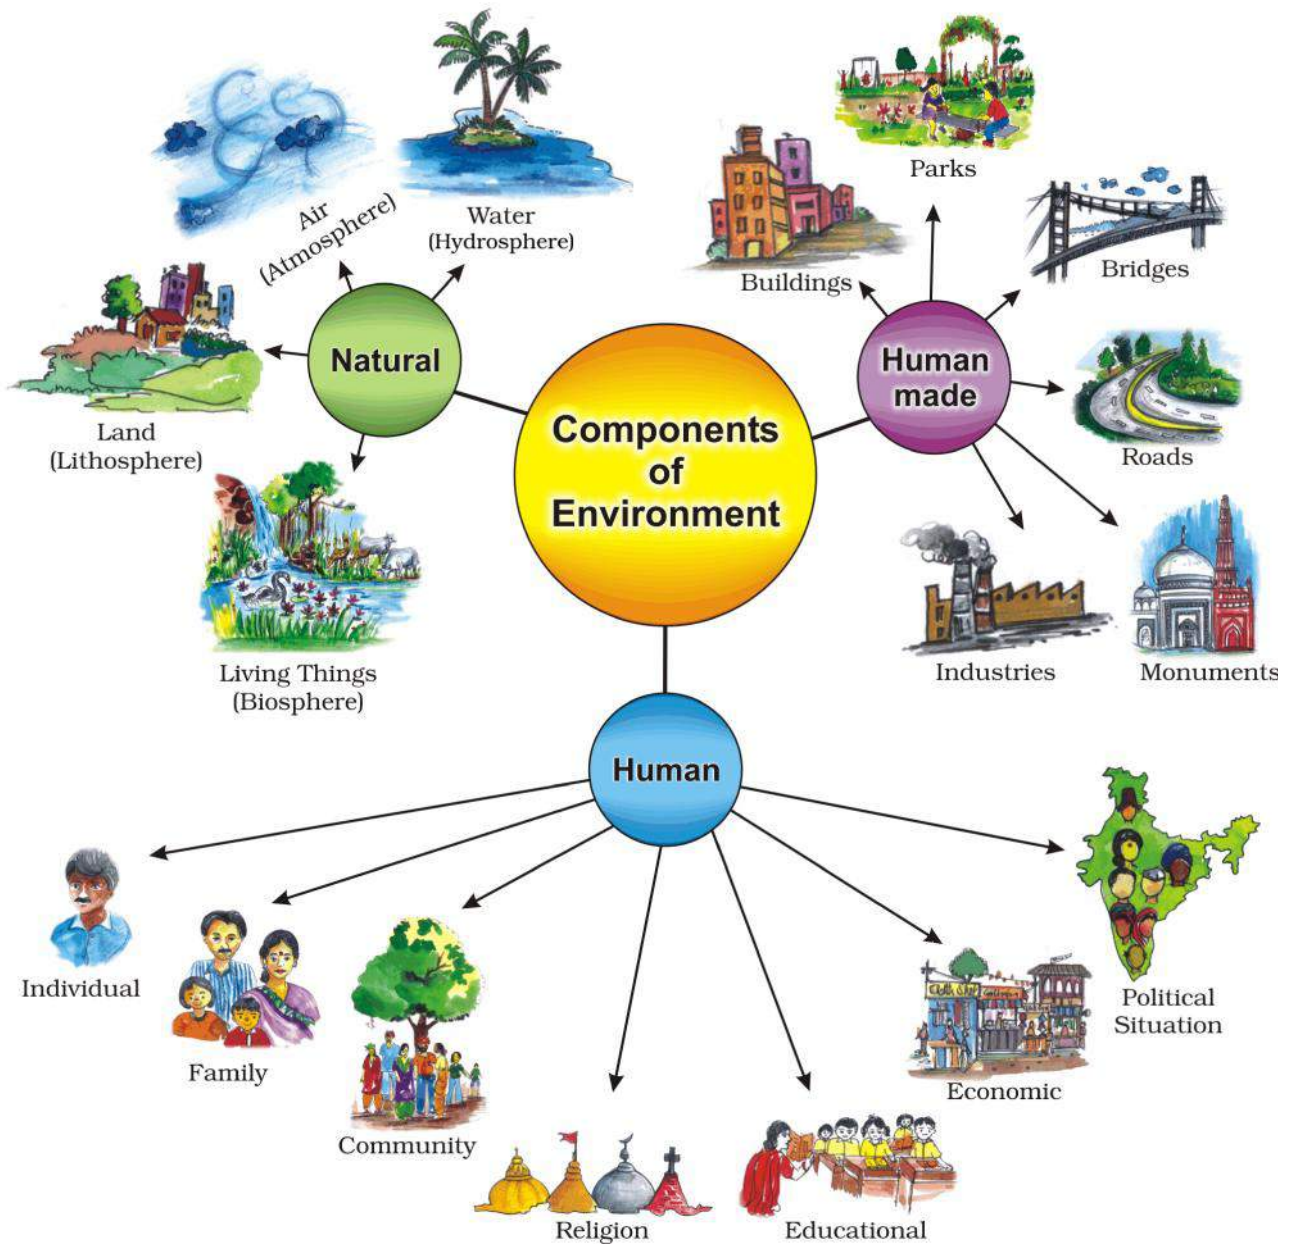 Components
of
Environment
Natural
Air
(Atmosphere)
Water
(Hydrosphere)
Land
(Lithosphere)
Living Things
(Biosphere)
Human
made
Buildings
Parks
Bridges
Roads
Monuments
Industries
Human
Individual
Family
Community
Religion
Educational
Economic
Political
Situation